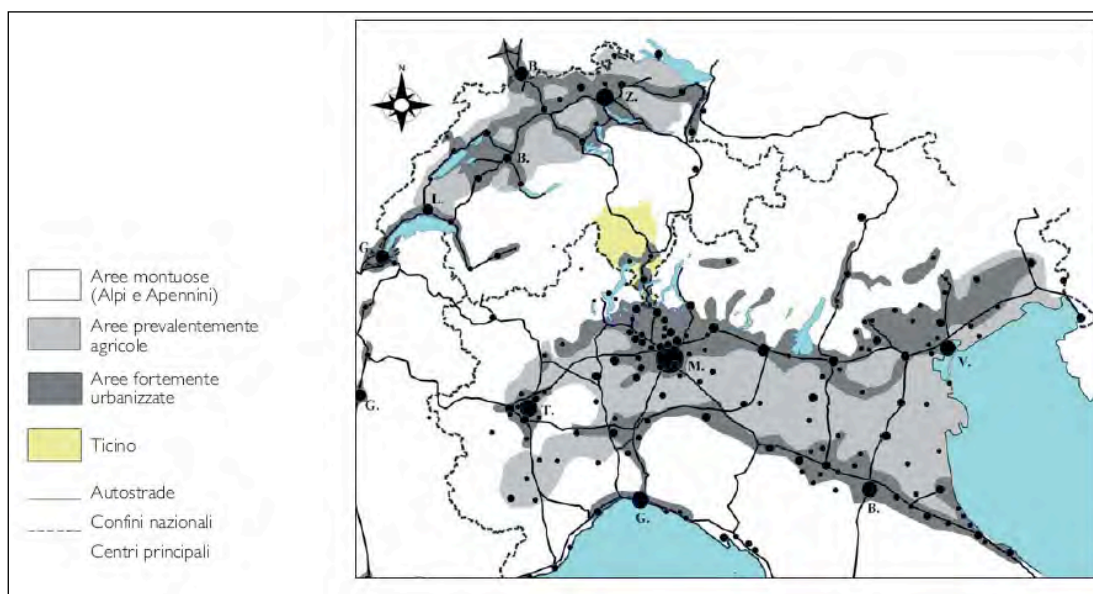 N
B.
Z.
B.
L.
G.
M.
V.
G.
T.
G.
B.
Aree montuose
(Alpi e Apennini)
Aree prevalentemente
agricole
Aree fortemente
urbanizzate
Ticino
Autostrade
Confini nazionali
Centri principali